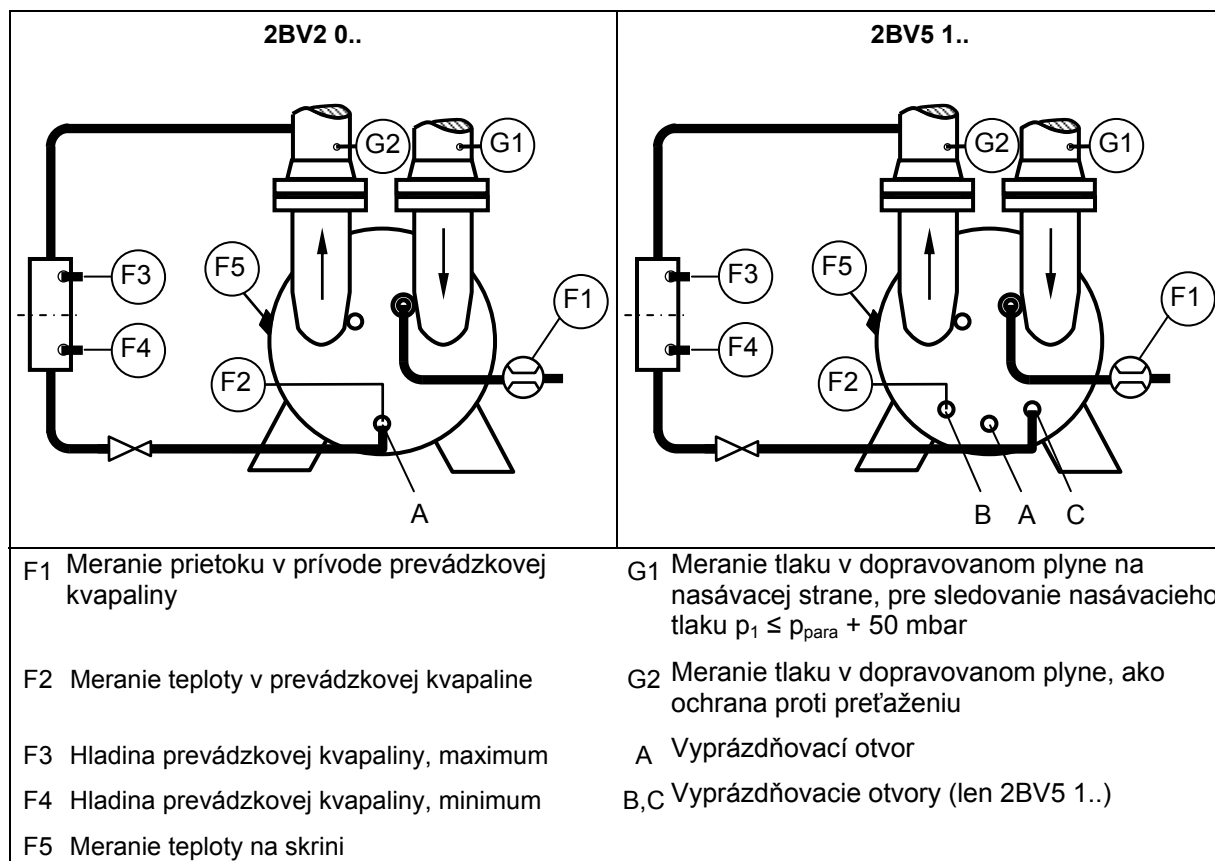 2BV2 0..
G2
G1
F5
F3
F1
F4
F2
A
2BV5 1..
G2
G1
F5
F3
F1
F4
F2
B
A
C
F1 Meranie prietoku v prívode prevádzkovej
kvapaliny
F2 Meranie teploty v prevádzkovej kvapaline
F3 Hladina prevádzkovej kvapaliny, maximum
F4 Hladina prevádzkovej kvapaliny, minimum
F5 Meranie teploty na skrini
G1 Meranie tlaku v dopravovanom plyne na
nasávacej strane, pre sledovanie nasávacieho
tlaku p₁ ≤ pₚₐᵣₐ + 50 mbar
G2 Meranie tlaku v dopravovanom plyne, ako
ochrana proti preťaženiu
A Vyprázdňovací otvor
B,C Vyprázdňovacie otvory (len 2BV5 1..)